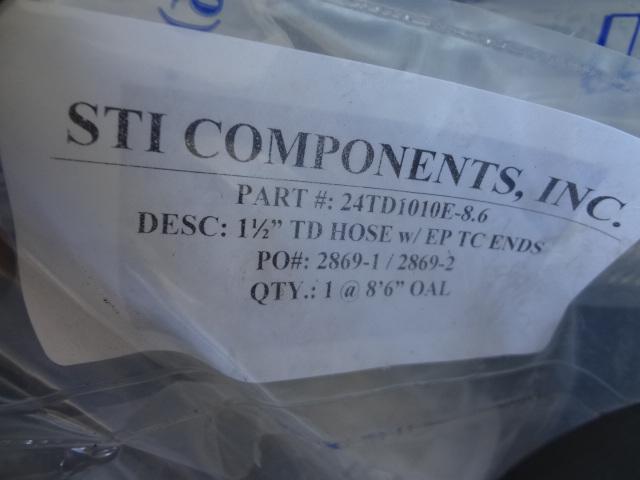 STI COMPONENTS, INC.
PART #: 24TD1010E-8.6
DESC: 1½” TD HOSE w/ EP TC ENDS
PO#: 2869-1 / 2869-2
QTY.: 1 @ 8’6” OAL